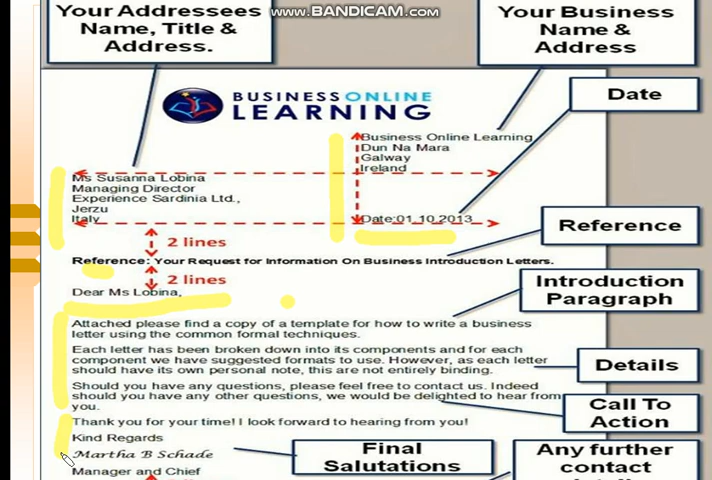 www.BANDICAM.com
Your Addressees
Name, Title &
Address.
Your Business
Name &
Address
Date
BUSINESSONLINE
LEARNING
Business Online Learning
Dun Na Mara
Galway
Ireland
Ms Susanna Lobina
Managing Director
Experience Sardinia Ltd.,
Jerzu
Italy
Date:01.10.2013
Reference
2 lines
Reference: Your Request for Information On Business Introduction Letters.
2 lines
Dear Ms Lobina,
Introduction
Paragraph
Attached please find a copy of a template for how to write a business
letter using the common formal techniques.
Each letter has been broken down into its components and for each
component we have suggested formats to use. However, as each letter
should have its own personal note, this are not entirely binding.
Details
Should you have any questions, please feel free to contact us. Indeed
should you have any other questions, we would be delighted to hear from
you.
Call To
Action
Thank you for your time! I look forward to hearing from you!
Kind Regards
Martha B Schade
Manager and Chief
Final
Salutations
Any further
contact